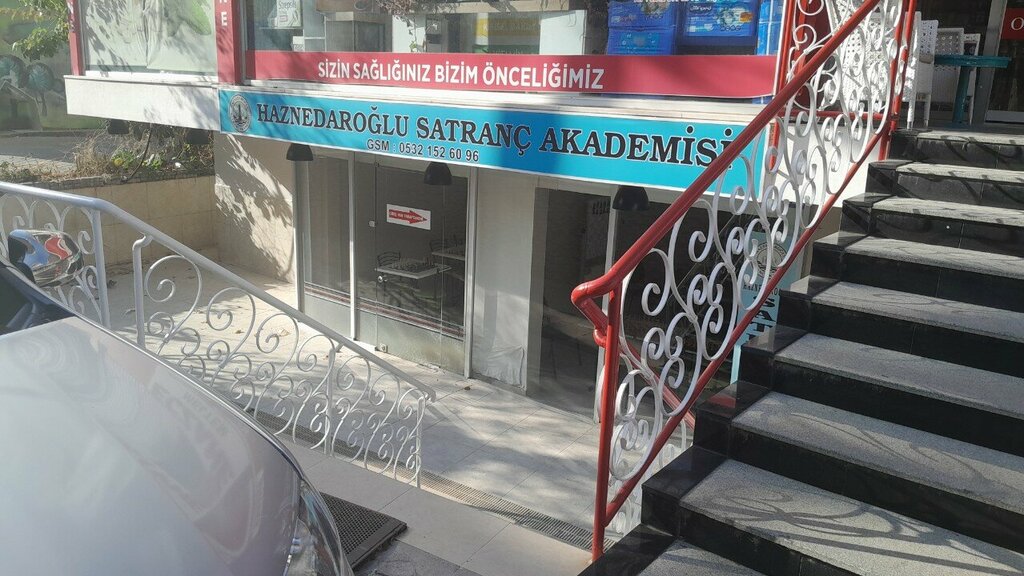 SİZİN SAĞLIĞINIZ BİZİM ÖNCELİĞİMİZ
HAZNEDAROĞLU SATRANÇ AKADEMİSİ
GSM : 0532 152 60 96